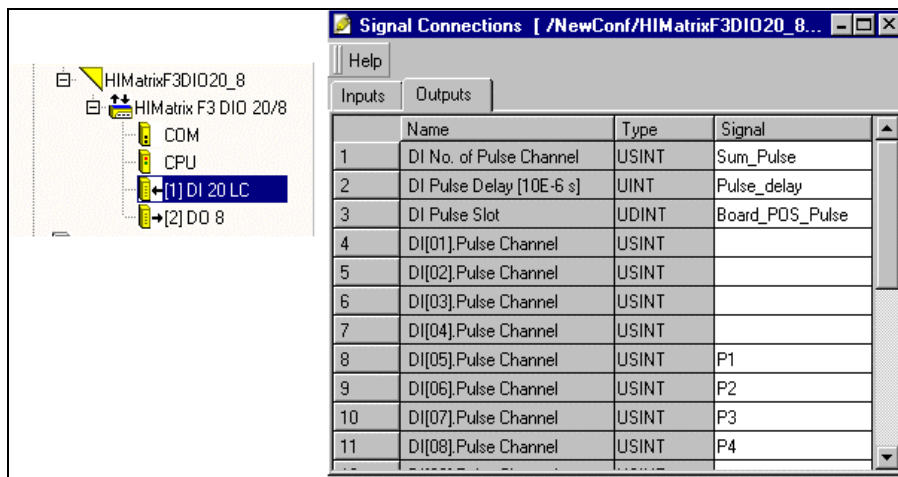 HIMatrixF3DIO20_8
HIMatrix F3 DIO 20/8
COM
CPU
[1] DI 20 LC
[2] DO 8
Signal Connections [ /NewConf/HIMatrixF3DIO20_8...
Help
Inputs Outputs
Name Type Signal
1 DI No. of Pulse Channel USINT Sum_Pulse
2 DI Pulse Delay [10E-6 s] UINT Pulse_delay
3 DI Pulse Slot UDINT Board_POS_Pulse
4 DI[01].Pulse Channel USINT
5 DI[02].Pulse Channel USINT
6 DI[03].Pulse Channel USINT
7 DI[04].Pulse Channel USINT
8 DI[05].Pulse Channel USINT P1
9 DI[06].Pulse Channel USINT P2
10 DI[07].Pulse Channel USINT P3
11 DI[08].Pulse Channel USINT P4